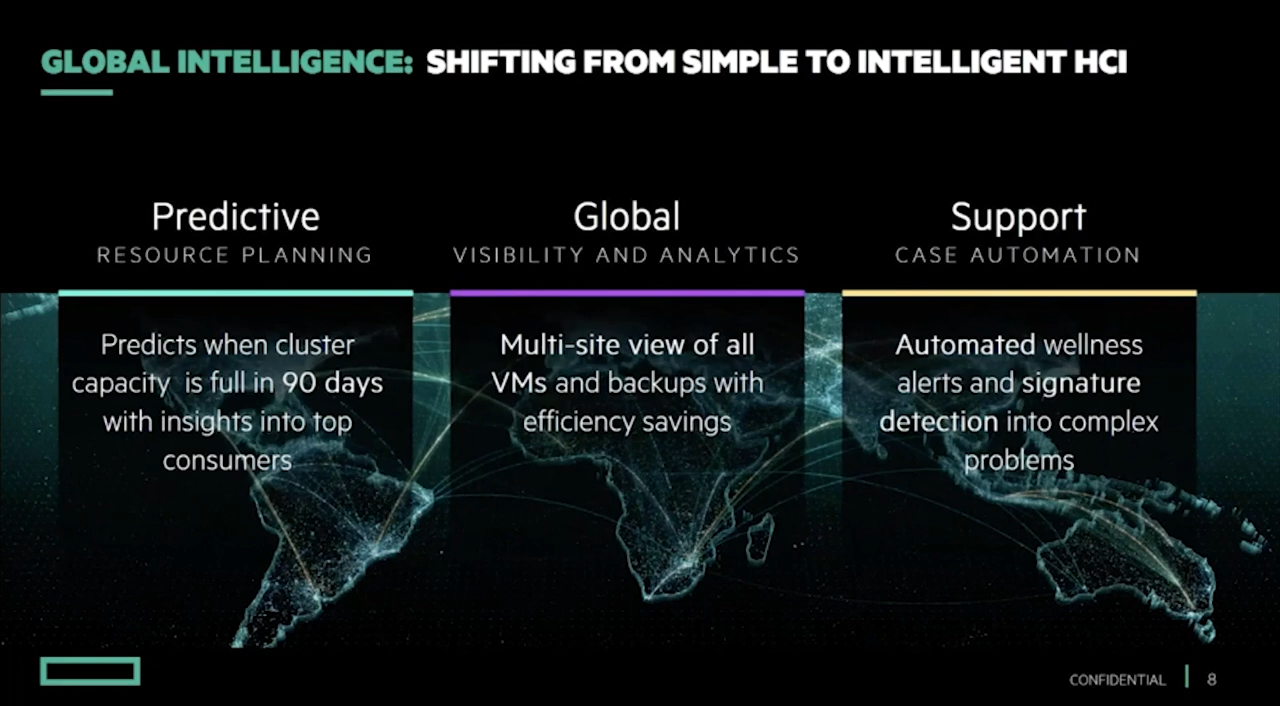 GLOBAL INTELLIGENCE: SHIFTING FROM SIMPLE TO INTELLIGENT HCI
Predictive
RESOURCE PLANNING
Predicts when cluster
capacity is full in 90 days
with insights into top
consumers
Global
VISIBILITY AND ANALYTICS
Multi-site view of all
VMs and backups with
efficiency savings
Support
CASE AUTOMATION
Automated wellness
alerts and signature
detection into complex
problems
CONFIDENTIAL 8